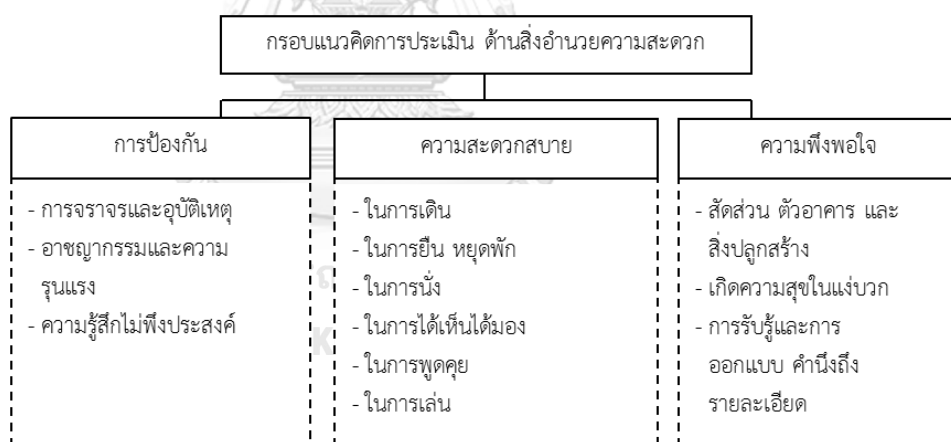 กรอบแนวคิดการประเมิน ด้านสิ่งอำนวยความสะดวก
การป้องกัน
- การจราจรและอุบัติเหตุ
- อาชญากรรมและความ
รุนแรง
- ความรู้สึกไม่พึงประสงค์
ความสะดวกสบาย
- ในการเดิน
- ในการยืน หยุดพัก
- ในการนั่ง
- ในการได้เห็นได้มอง
- ในการพูดคุย
- ในการเล่น
ความพึงพอใจ
- สัดส่วน ตัวอาคาร และ
สิ่งปลูกสร้าง
- เกิดความสุขในแง่บวก
- การรับรู้และการ
ออกแบบ คำนึงถึง
รายละเอียด